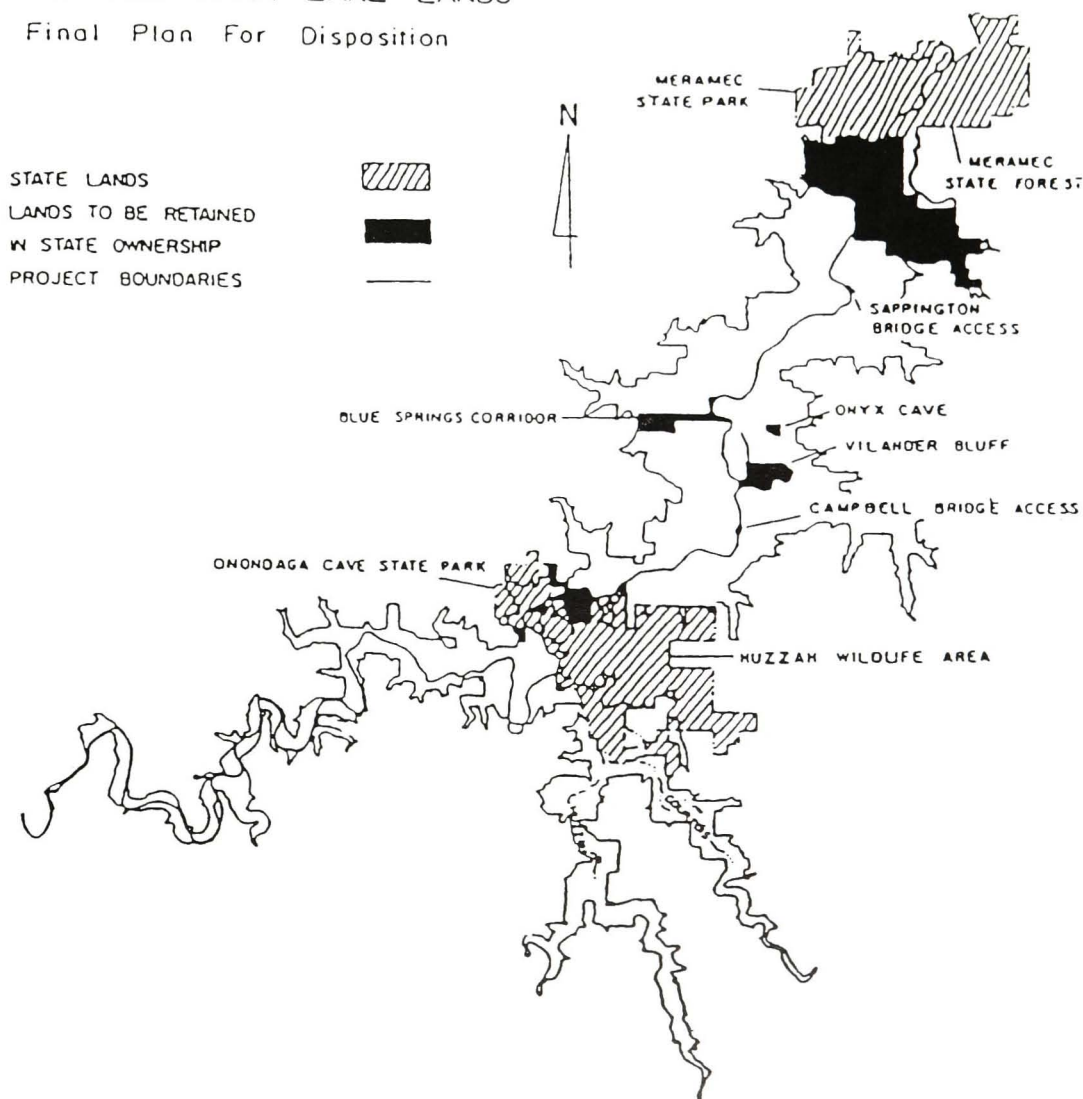 LAKE LANDS
Final Plan For Disposition
N
STATE LANDS
LANDS TO BE RETAINED
IN STATE OWNERSHIP
PROJECT BOUNDARIES
MERAMEC
STATE PARK
MERAMEC
STATE FOREST
SAPPINGTON
BRIDGE ACCESS
BLUE SPRINGS CORRIDOR
ONYX CAVE
VILANDER BLUFF
CAMPBELL BRIDGE ACCESS
ONONDAGA CAVE STATE PARK
HUZZAH WILDLIFE AREA